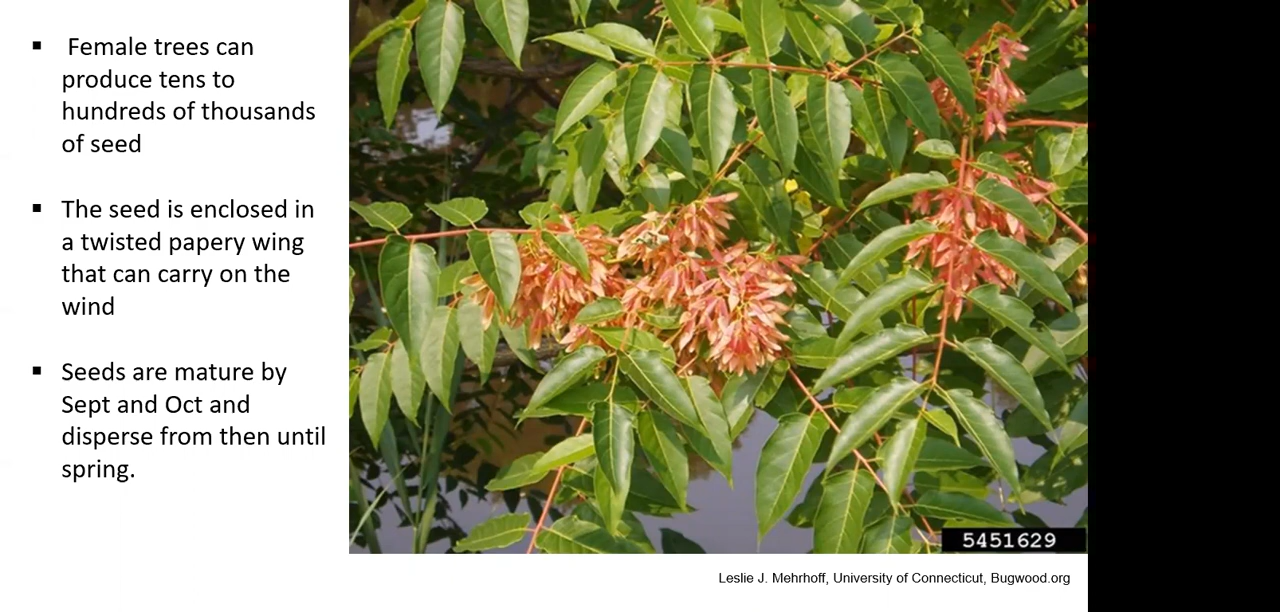 ▪ Female trees can
produce tens to
hundreds of thousands
of seed
▪ The seed is enclosed in
a twisted papery wing
that can carry on the
wind
▪ Seeds are mature by
Sept and Oct and
disperse from then until
spring.
5451629
Leslie J. Mehrhoff, University of Connecticut, Bugwood.org